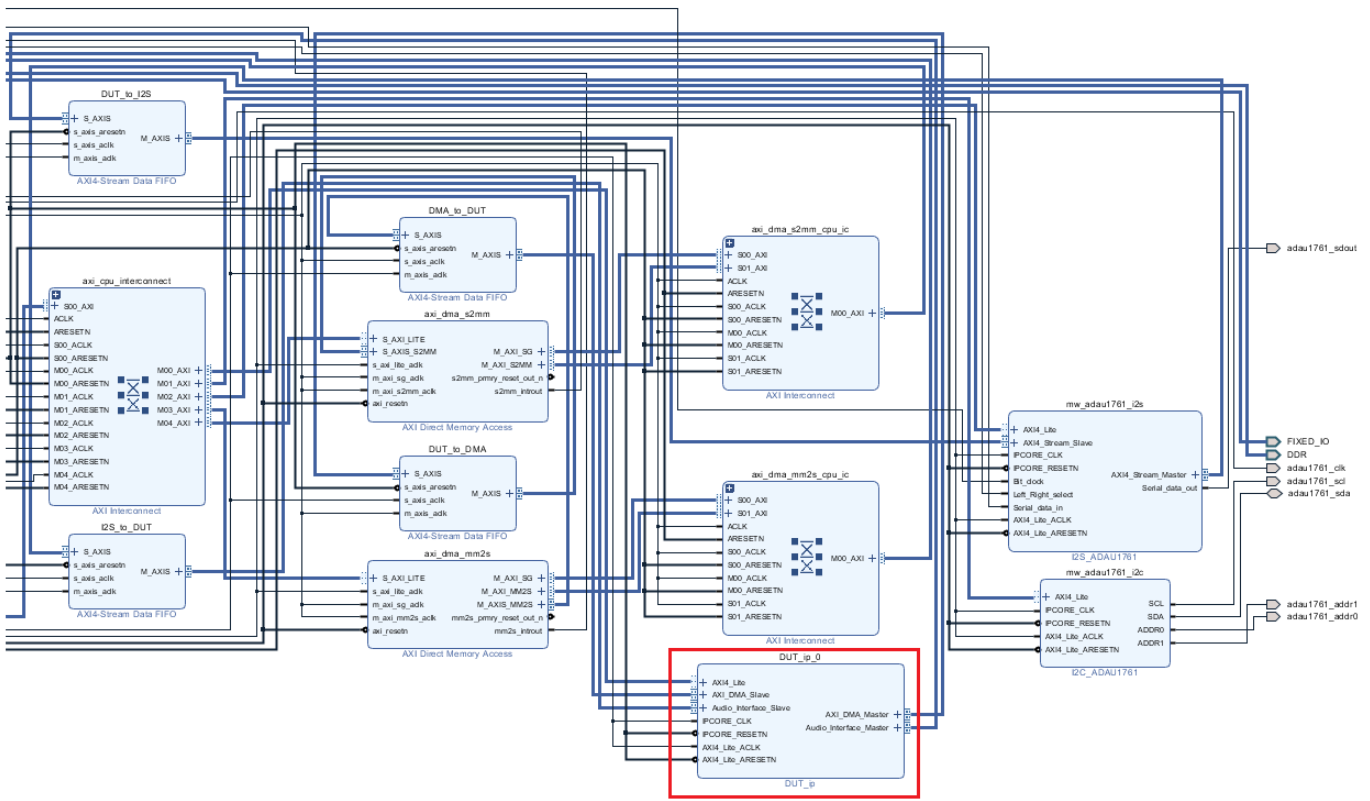 DUT_to_I2S
S_AXIS
s_axis_aresetn
s_axis_aclk
m_axis_aclk
M_AXIS
AXI4-Stream Data FIFO
DMA_to_DUT
S_AXIS
s_axis_aresetn
s_axis_aclk
m_axis_aclk
M_AXIS
AXI4-Stream Data FIFO
axi_dma_s2mm_cpu_ic
S00_AXI
S01_AXI
ACLK
ARESETN
S00_ACLK
S00_ARESETN
M00_ACLK
M00_ARESETN
S01_ACLK
S01_ARESETN
M00_AXI
AXI Interconnect
adau1761_sdout
axi_cpu_interconnect
S00_AXI
ACLK
ARESETN
S00_ACLK
S00_ARESETN
M00_ACLK
M00_ARESETN
M01_ACLK
M01_ARESETN
M02_ACLK
M02_ARESETN
M03_ACLK
M03_ARESETN
M04_ACLK
M04_ARESETN
M00_AXI
M01_AXI
M02_AXI
M03_AXI
M04_AXI
AXI Interconnect
axi_dma_s2mm
S_AXI_LITE
S_AXIS_S2MM
s_axi_lite_aclk
m_axi_sg_aclk
m_axi_s2mm_aclk
axi_resetn
M_AXI_SG
M_AXI_S2MM
s2mm_prmry_reset_out_n
s2mm_introut
AXI Direct Memory Access
DUT_to_DMA
S_AXIS
s_axis_aresetn
s_axis_aclk
m_axis_aclk
M_AXIS
AXI4-Stream Data FIFO
axi_dma_mm2s_cpu_ic
S00_AXI
S01_AXI
ACLK
ARESETN
S00_ACLK
S00_ARESETN
M00_ACLK
M00_ARESETN
S01_ACLK
S01_ARESETN
M00_AXI
AXI Interconnect
mw_adau1761_i2s
AXI4_Lite
AXI4_Stream_Slave
IPCORE_CLK
IPCORE_RESETN
Bit_clock
Left_Right_select
Serial_data_in
AXI4_Lite_ACLK
AXI4_Lite_ARESETN
AXI4_Stream_Master
Serial_data_out
I2S_ADAU1761
FIXED_IO
DDR
adau1761_clk
adau1761_scl
adau1761_sda
I2S_to_DUT
S_AXIS
s_axis_aresetn
s_axis_aclk
m_axis_aclk
M_AXIS
AXI4-Stream Data FIFO
axi_dma_mm2s
S_AXI_LITE
s_axi_lite_aclk
m_axi_sg_aclk
m_axi_mm2s_aclk
axi_resetn
M_AXI_SG
M_AXI_MM2S
M_AXIS_MM2S
mm2s_prmry_reset_out_n
mm2s_introut
AXI Direct Memory Access
mw_adau1761_i2c
AXI4_Lite
IPCORE_CLK
IPCORE_RESETN
AXI4_Lite_ACLK
AXI4_Lite_ARESETN
SCL
SDA
ADDR0
ADDR1
I2C_ADAU1761
adau1761_addr1
adau1761_addr0
DUT_ip_0
AXI4_Lite
AXI_DMA_Slave
Audio_Interface_Slave
IPCORE_CLK
IPCORE_RESETN
AXI4_Lite_ACLK
AXI4_Lite_ARESETN
AXI_DMA_Master
Audio_Interface_Master
DUT_ip